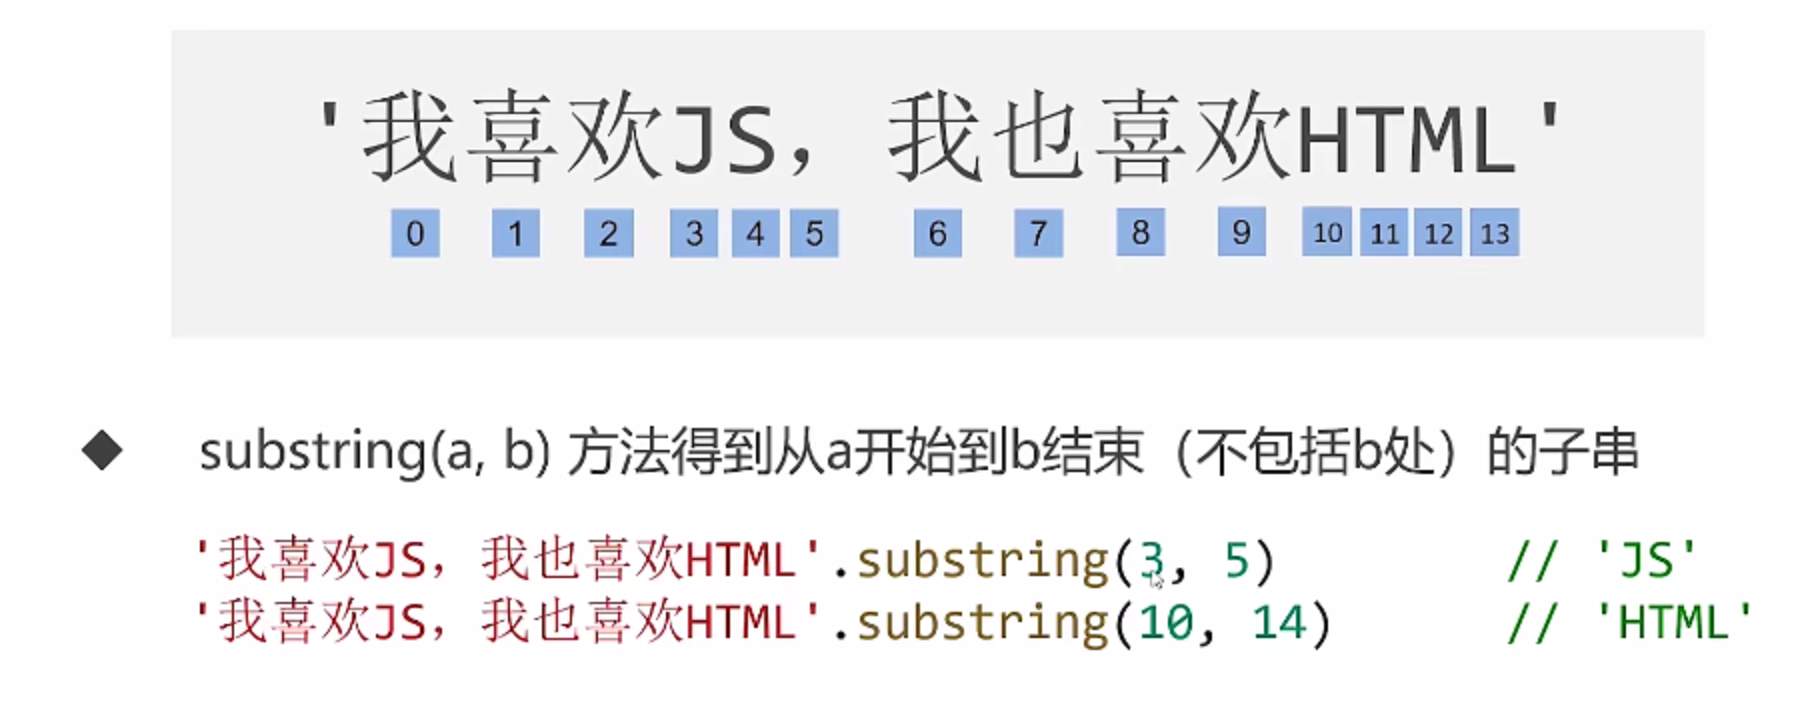 '我喜欢JS，我也喜欢HTML'
0 1 2 3 4 5 6 7 8 9 10 11 12 13
◆ substring(a, b) 方法得到从a开始到b结束（不包括b处）的子串
'我喜欢JS，我也喜欢HTML'.substring(3, 5) // 'JS'
'我喜欢JS，我也喜欢HTML'.substring(10, 14) // 'HTML'